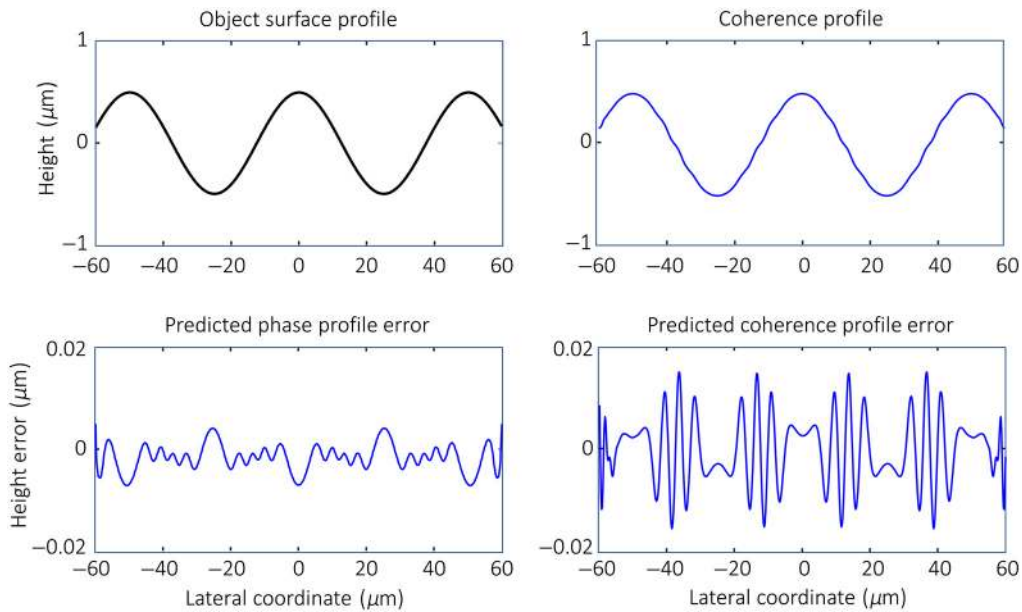 Object surface profile
Coherence profile
1
0
−1
Height (μm)
−60 −40 −20 0 20 40 60
1
0
−1
−60 −40 −20 0 20 40 60
Predicted phase profile error
Predicted coherence profile error
0.02
0
−0.02
Height error (μm)
−60 −40 −20 0 20 40 60
Lateral coordinate (μm)
0.02
0
−0.02
−60 −40 −20 0 20 40 60
Lateral coordinate (μm)